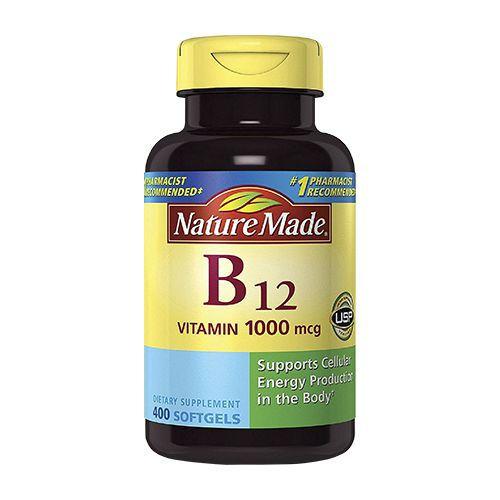 PHARMACIST
RECOMMENDED‡
#1 PHARMACIST
RECOMMENDED
Nature Made
B12
VITAMIN 1000 mcg
USP
Supports Cellular
Energy Production
in the Body†
DIETARY SUPPLEMENT
400 SOFTGELS